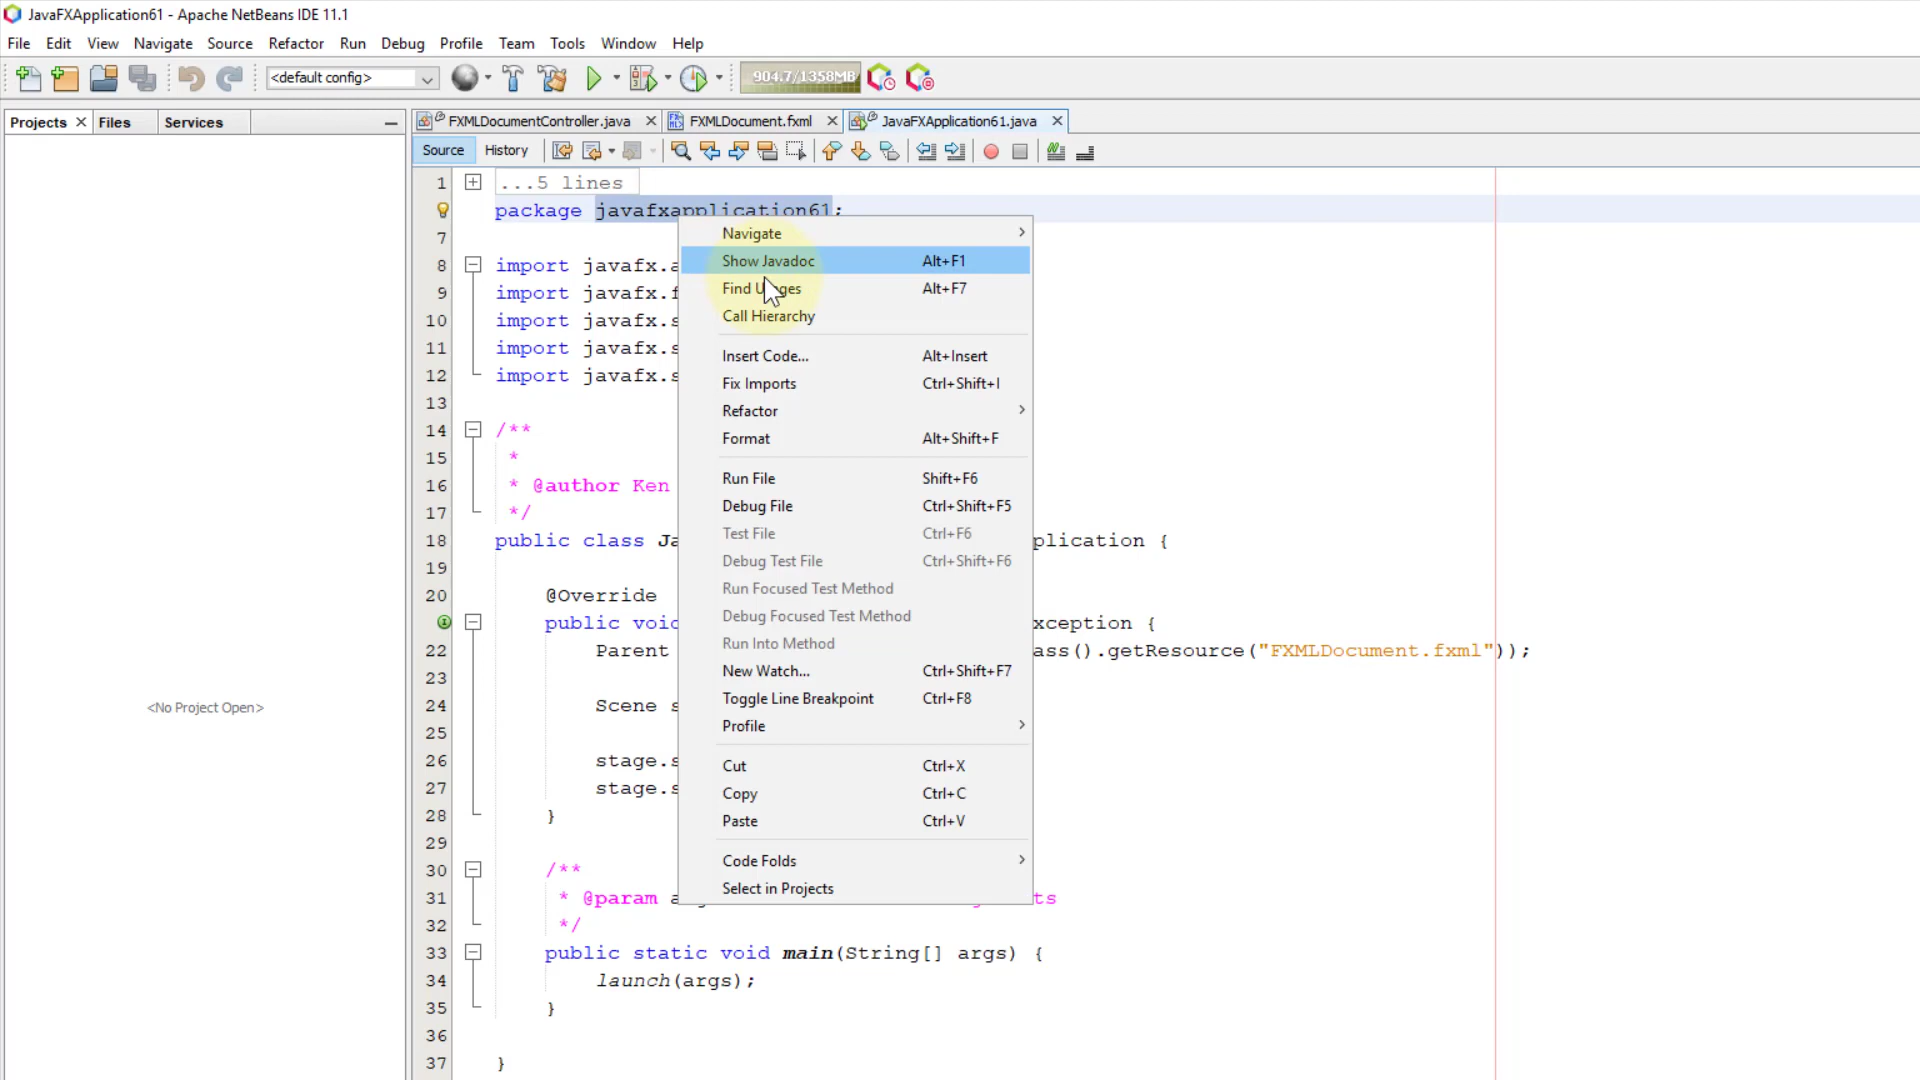 JavaFXApplication61 - Apache NetBeans IDE 11.1
File Edit View Navigate Source Refactor Run Debug Profile Team Tools Window Help
<default config> 904.7/1358MB
Projects Files Services
FXMLDocumentController.java FXMLDocument.fxml JavaFXApplication61.java
Source History
1 ...5 lines
package javafxapplication61;
7
8 import javafx.a
9 import javafx.f
10 import javafx.s
11 import javafx.s
12 import javafx.s
13
14 /**
15 *
16 * @author Ken
17 */
18 public class Ja plication {
19
20 @Override
public void xception {
22 Parent ass().getResource("FXMLDocument.fxml"));
23
24 Scene s
25
26 stage.s
27 stage.s
28 }
29
30 /**
31 * @param a ts
32 */
33 public static void main(String[] args) {
34 launch(args);
35 }
36
37 }
Navigate
Show Javadoc Alt+F1
Find Usages Alt+F7
Call Hierarchy
Insert Code... Alt+Insert
Fix Imports Ctrl+Shift+I
Refactor
Format Alt+Shift+F
Run File Shift+F6
Debug File Ctrl+Shift+F5
Test File Ctrl+F6
Debug Test File Ctrl+Shift+F6
Run Focused Test Method
Debug Focused Test Method
Run Into Method
New Watch... Ctrl+Shift+F7
Toggle Line Breakpoint Ctrl+F8
Profile
Cut Ctrl+X
Copy Ctrl+C
Paste Ctrl+V
Code Folds
Select in Projects
<No Project Open>